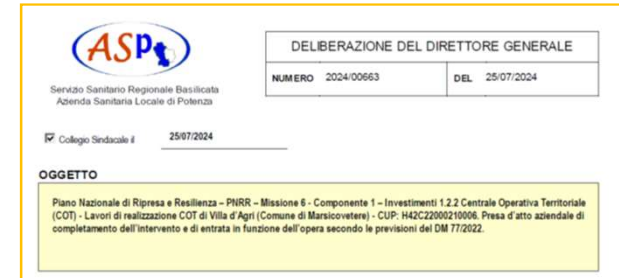 ASP
DELIBERAZIONE DEL DIRETTORE GENERALE
NUMERO 2024/00663 DEL 25/07/2024
Servizio Sanitario Regionale Basilicata
Azienda Sanitaria Locale di Potenza
Collegio Sindacale il 25/07/2024
OGGETTO
Piano Nazionale di Ripresa e Resilienza – PNRR – Missione 6 - Componente 1 – Investimenti 1.2.2 Centrale Operativa Territoriale
(COT) - Lavori di realizzazione COT di Villa d'Agri (Comune di Marsicovetere) - CUP: H42C22000210006. Presa d'atto aziendale di
completamento dell'intervento e di entrata in funzione dell'opera secondo le previsioni del DM 77/2022.